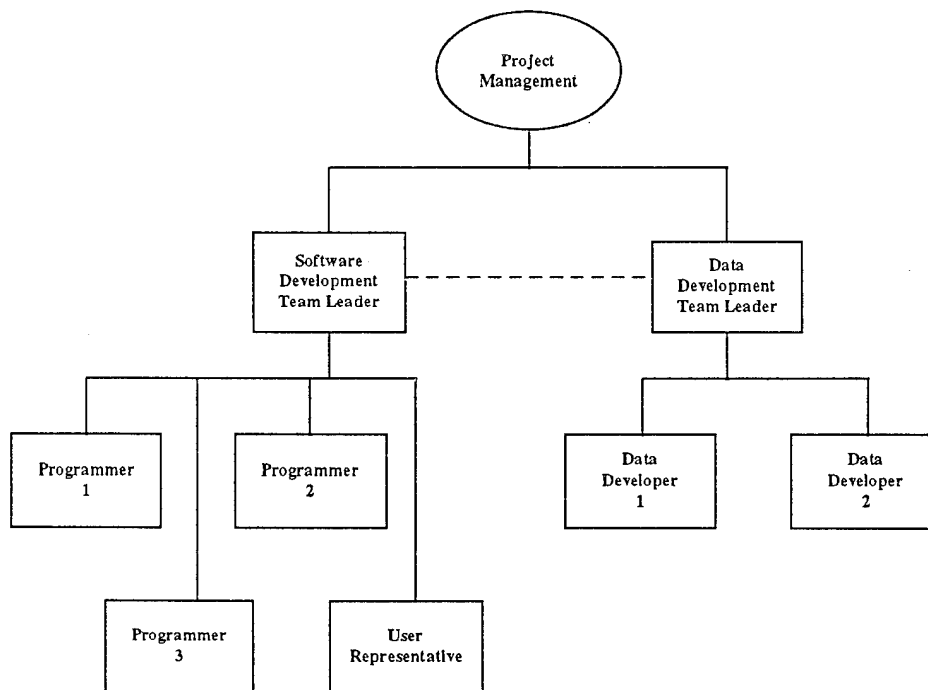 Project
Management
Software
Development
Team Leader
Data
Development
Team Leader
Programmer
1
Programmer
2
Data
Developer
1
Data
Developer
2
Programmer
3
User
Representative